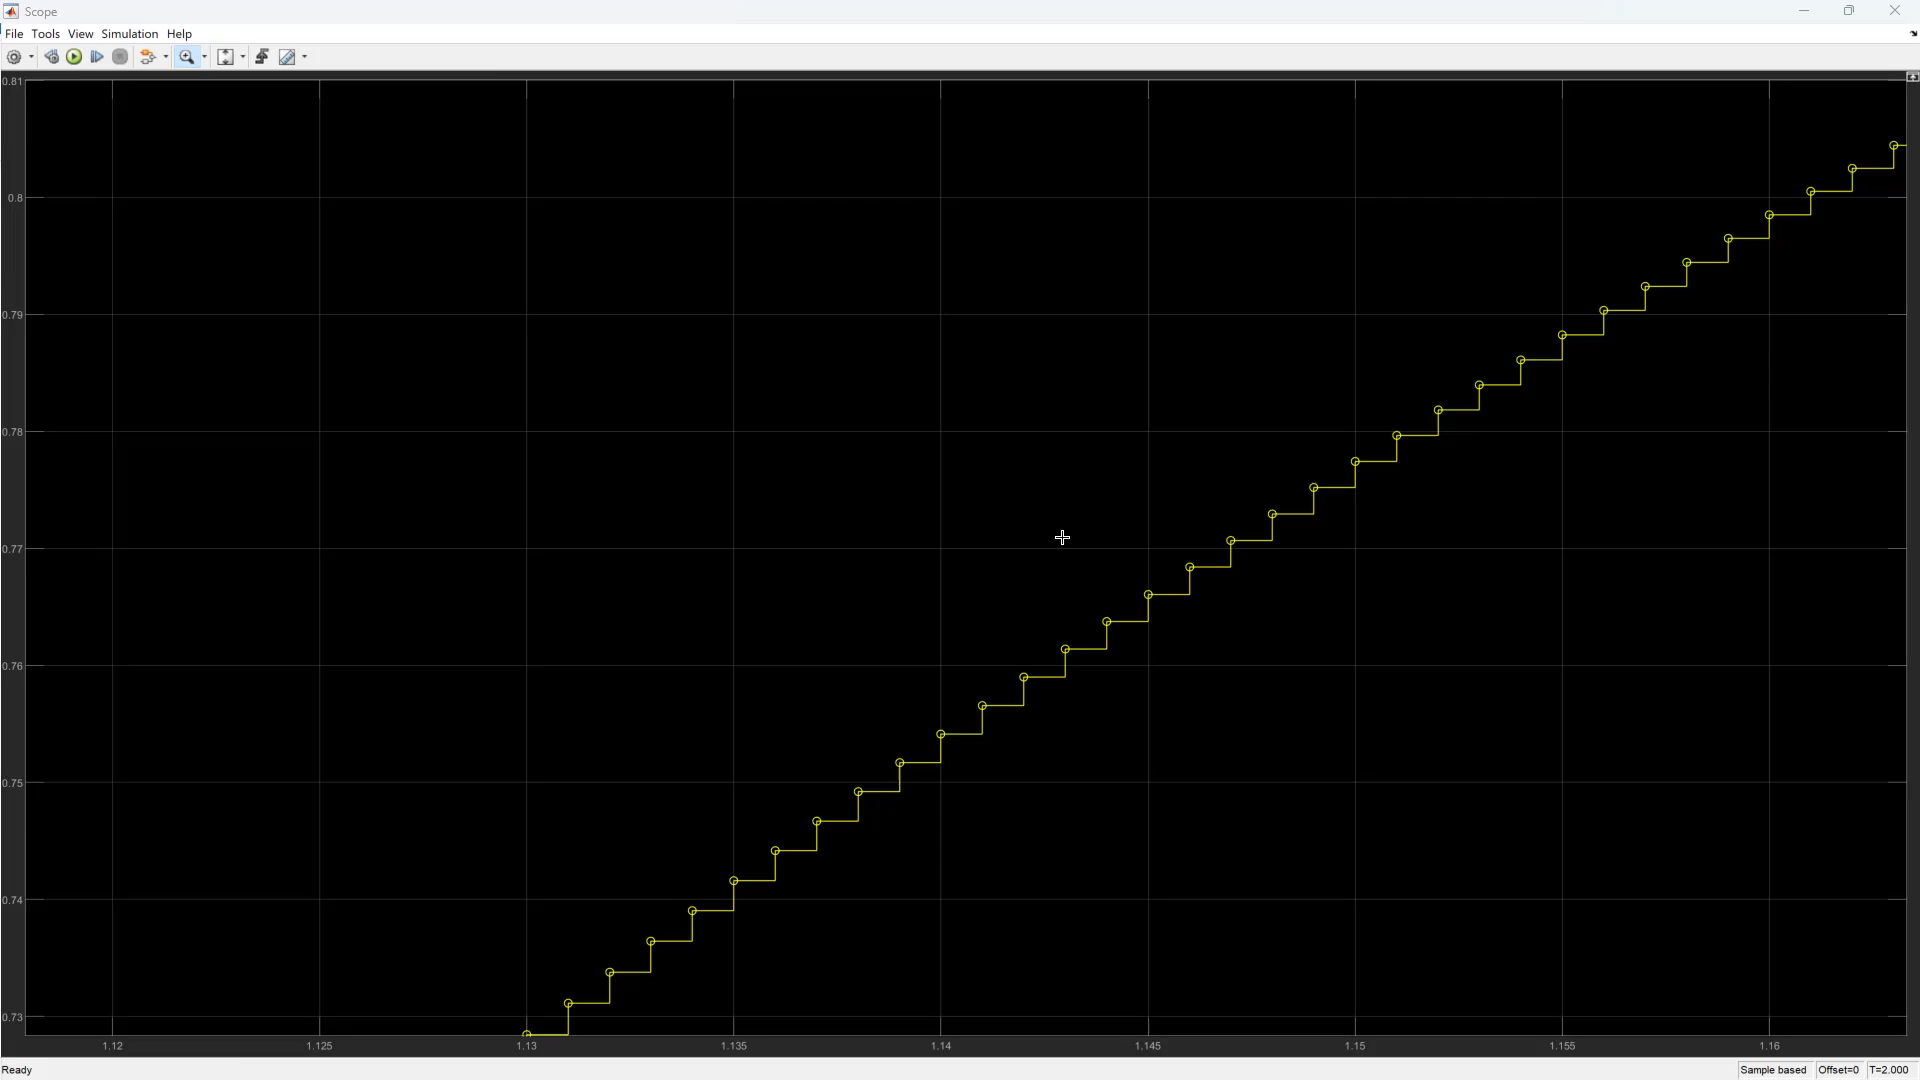 Scope
File Tools View Simulation Help
0.81
0.8
0.79
0.78
0.77
0.76
0.75
0.74
0.73
1.12 1.125 1.13 1.135 1.14 1.145 1.15 1.155 1.16
Ready Sample based Offset=0 T=2.000